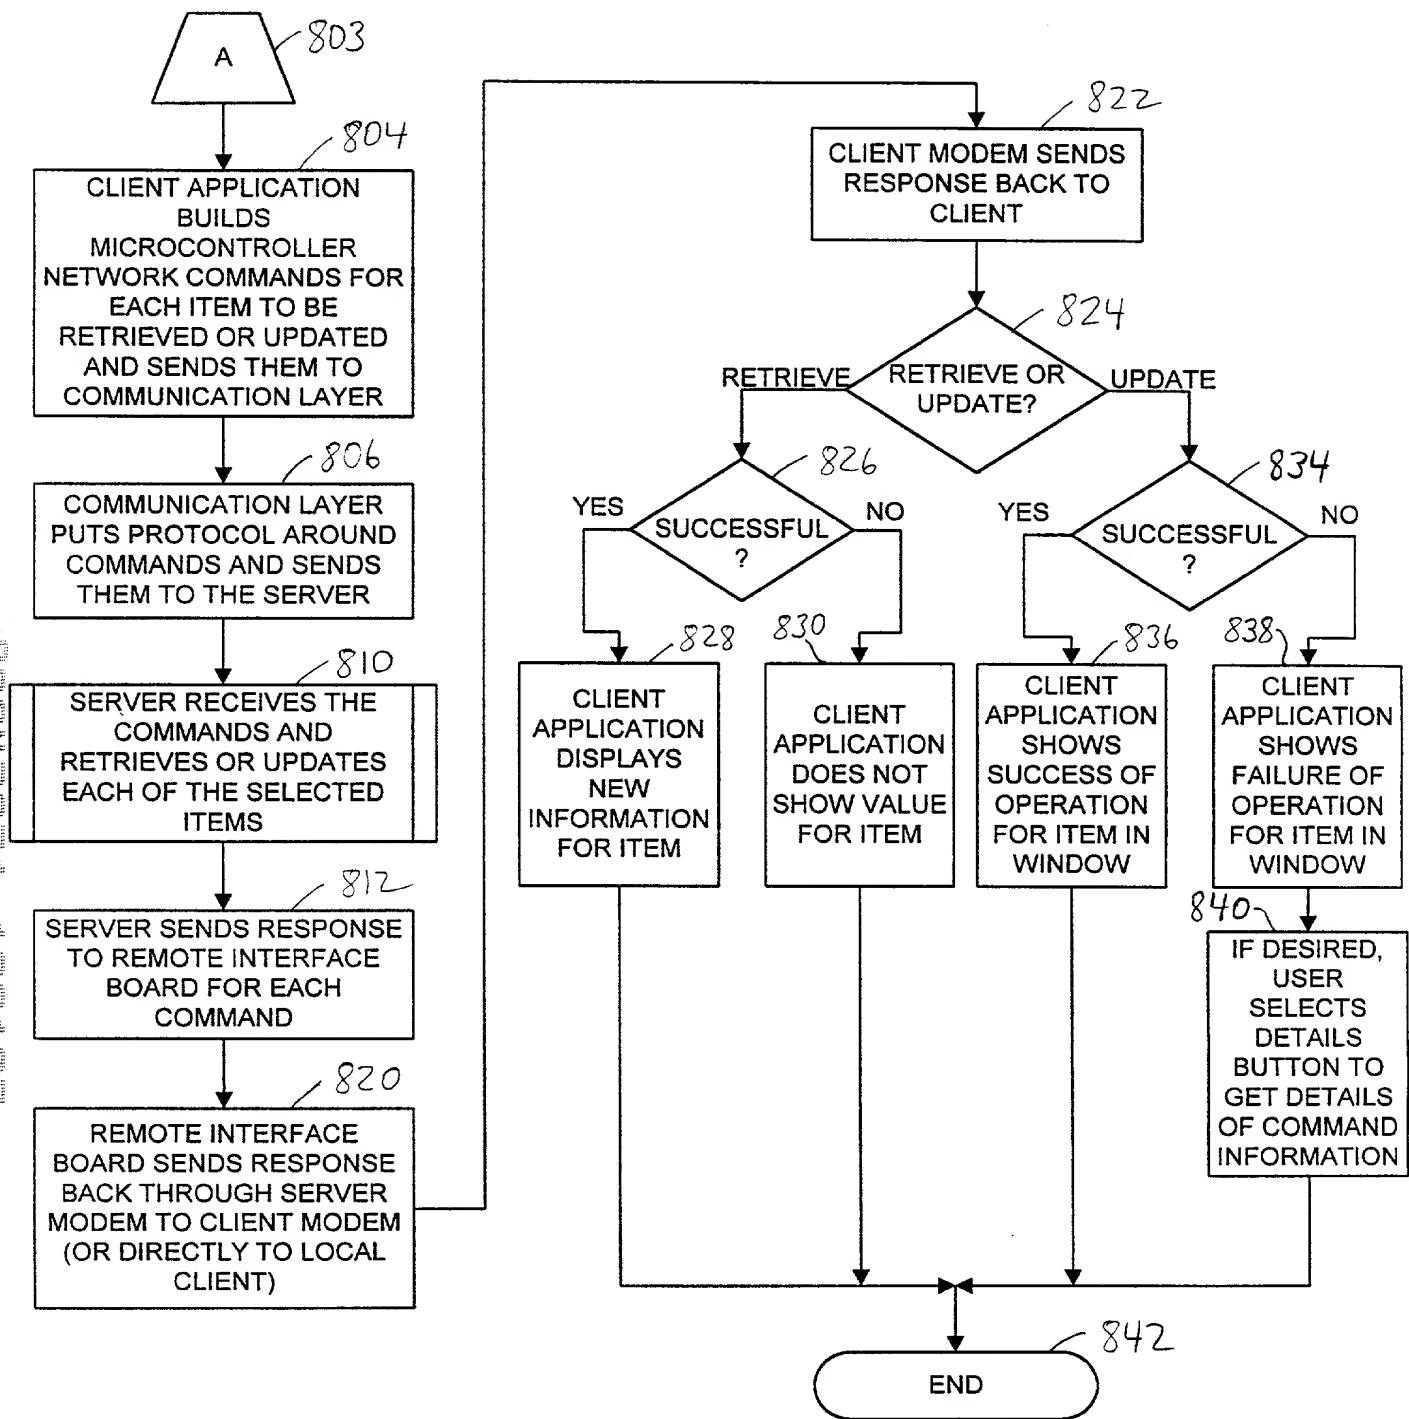 A
803
804
CLIENT APPLICATION
BUILDS
MICROCONTROLLER
NETWORK COMMANDS FOR
EACH ITEM TO BE
RETRIEVED OR UPDATED
AND SENDS THEM TO
COMMUNICATION LAYER
806
COMMUNICATION LAYER
PUTS PROTOCOL AROUND
COMMANDS AND SENDS
THEM TO THE SERVER
810
SERVER RECEIVES THE
COMMANDS AND
RETRIEVES OR UPDATES
EACH OF THE SELECTED
ITEMS
812
SERVER SENDS RESPONSE
TO REMOTE INTERFACE
BOARD FOR EACH
COMMAND
820
REMOTE INTERFACE
BOARD SENDS RESPONSE
BACK THROUGH SERVER
MODEM TO CLIENT MODEM
(OR DIRECTLY TO LOCAL
CLIENT)
822
CLIENT MODEM SENDS
RESPONSE BACK TO
CLIENT
824
RETRIEVE
RETRIEVE OR
UPDATE?
UPDATE
826
YES
SUCCESSFUL
?
NO
834
YES
SUCCESSFUL
?
NO
828
CLIENT
APPLICATION
DISPLAYS
NEW
INFORMATION
FOR ITEM
830
CLIENT
APPLICATION
DOES NOT
SHOW VALUE
FOR ITEM
836
CLIENT
APPLICATION
SHOWS
SUCCESS OF
OPERATION
FOR ITEM IN
WINDOW
838
CLIENT
APPLICATION
SHOWS
FAILURE OF
OPERATION
FOR ITEM IN
WINDOW
840
IF DESIRED,
USER
SELECTS
DETAILS
BUTTON TO
GET DETAILS
OF COMMAND
INFORMATION
842
END